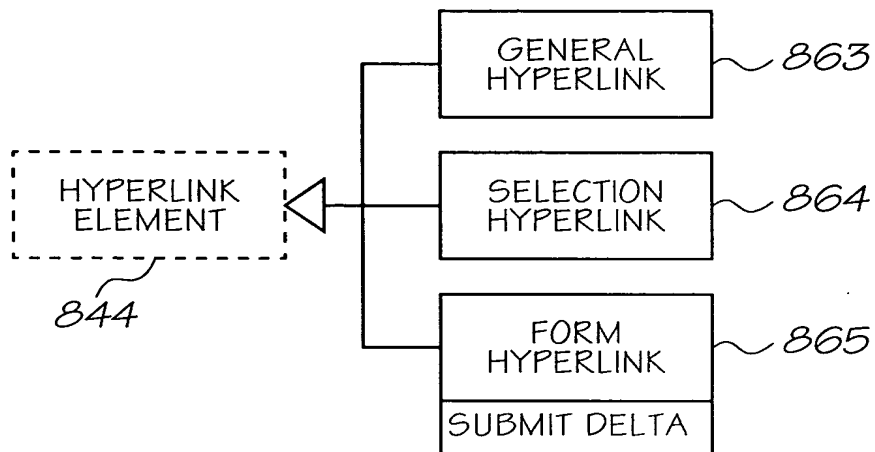 GENERAL
HYPERLINK
863
HYPERLINK
ELEMENT
844
SELECTION
HYPERLINK
864
FORM
HYPERLINK
865
SUBMIT DELTA